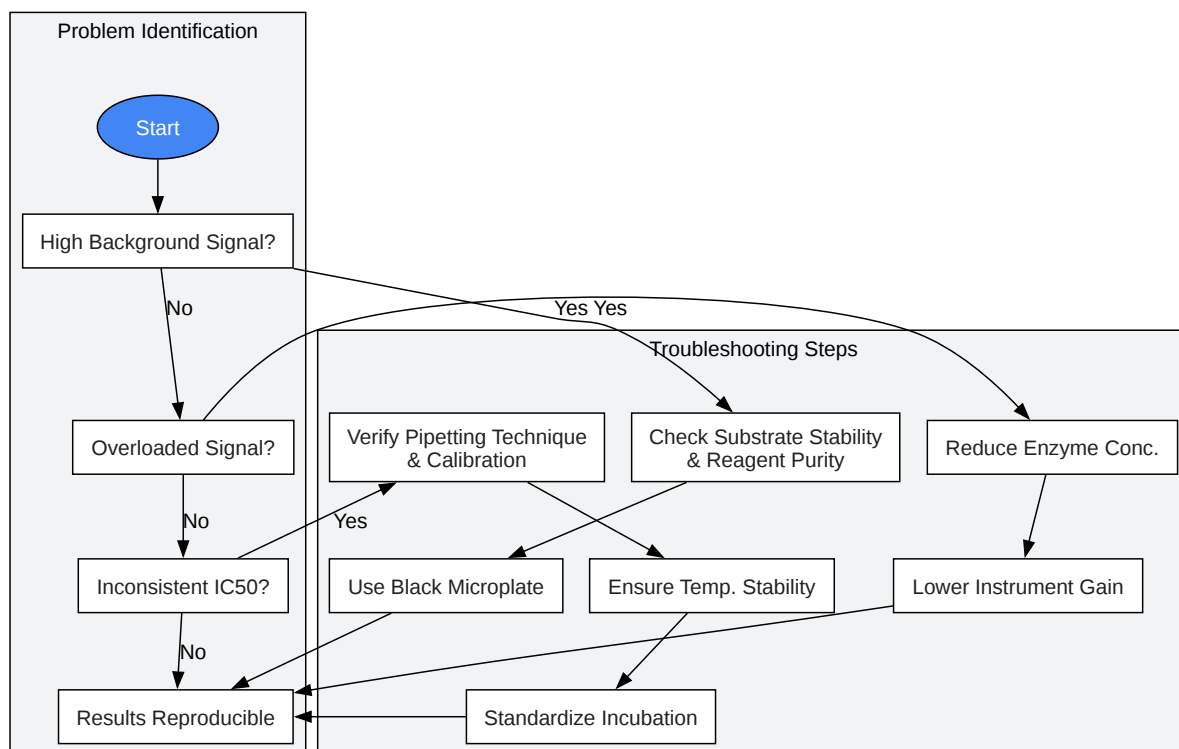 Problem Identification
Start
High Background Signal?
No
Yes Yes
Troubleshooting Steps
Overloaded Signal?
Verify Pipetting Technique
& Calibration
Check Substrate Stability
& Reagent Purity
Reduce Enzyme Conc.
No
Yes
Inconsistent IC50?
Use Black Microplate
Ensure Temp. Stability
Lower Instrument Gain
No
Results Reproducible
Standardize Incubation